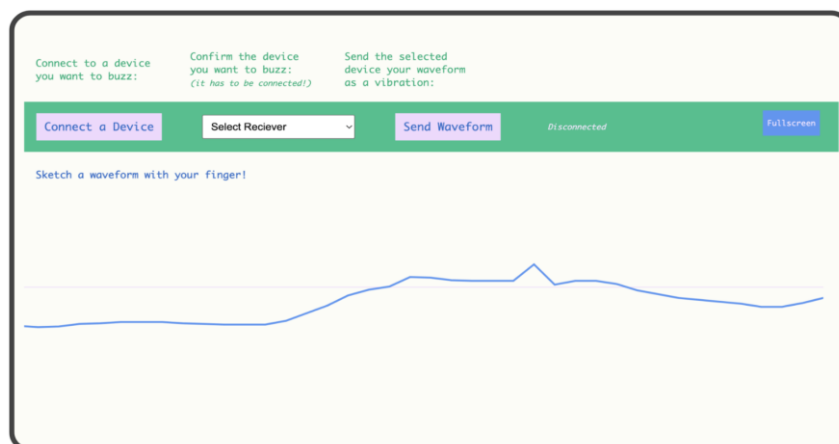 Connect to a device
you want to buzz:
Confirm the device
you want to buzz:
(it has to be connected!)
Send the selected
device your waveform
as a vibration:
Connect a Device
Select Reciever
Send Waveform
Disconnected
Fullscreen
Sketch a waveform with your finger!